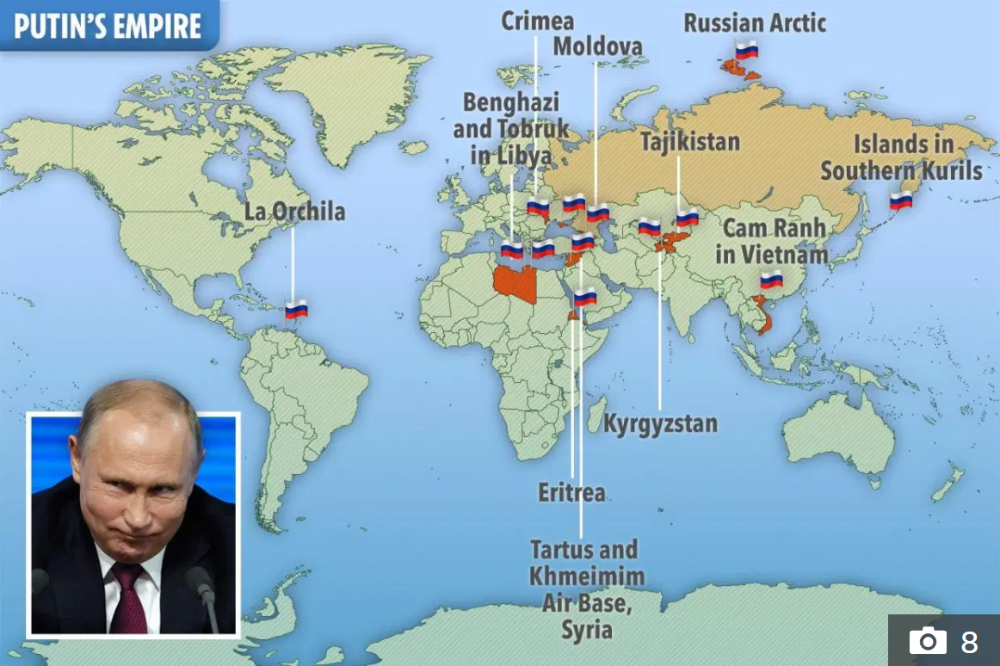 PUTIN'S EMPIRE
Crimea
Moldova
Russian Arctic
Benghazi
and Tobruk
in Libya
Tajikistan
Islands in
Southern Kurils
La Orchila
Cam Ranh
in Vietnam
Kyrgyzstan
Eritrea
Tartus and
Khmeimim
Air Base,
Syria
8